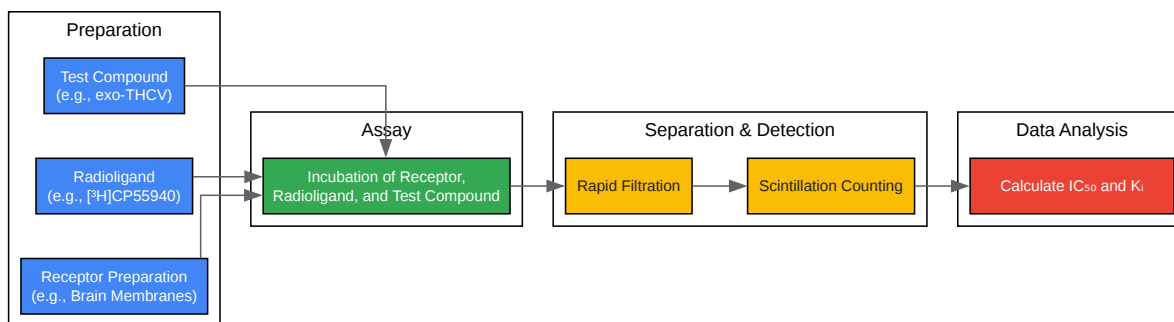 Preparation
Test Compound
(e.g., exo-THCV)
Radioligand
(e.g., [³H]CP55940)
Receptor Preparation
(e.g., Brain Membranes)
Assay
Incubation of Receptor,
Radioligand, and Test Compound
Separation & Detection
Rapid Filtration
Scintillation Counting
Data Analysis
Calculate IC₅₀ and Kᵢ